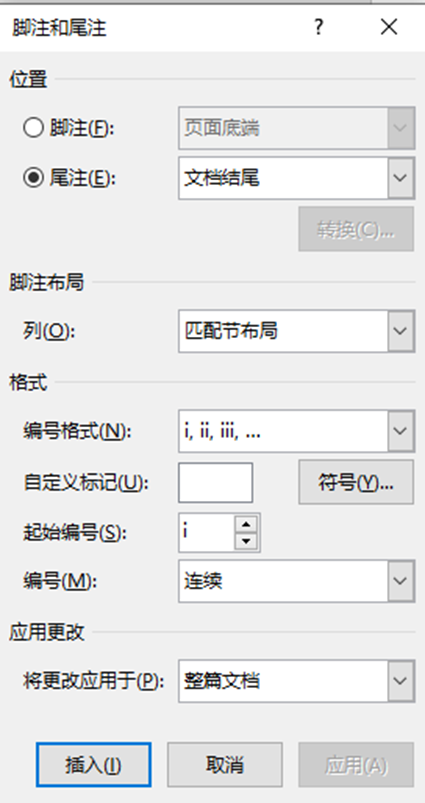 脚注和尾注 ?
位置
脚注(F): 页面底端
尾注(E): 文档结尾
转换(C)...
脚注布局
列(O): 匹配节布局
格式
编号格式(N): i, ii, iii, ...
自定义标记(U): 符号(Y)...
起始编号(S): i
编号(M): 连续
应用更改
将更改应用于(P): 整篇文档
插入(I) 取消 应用(A)